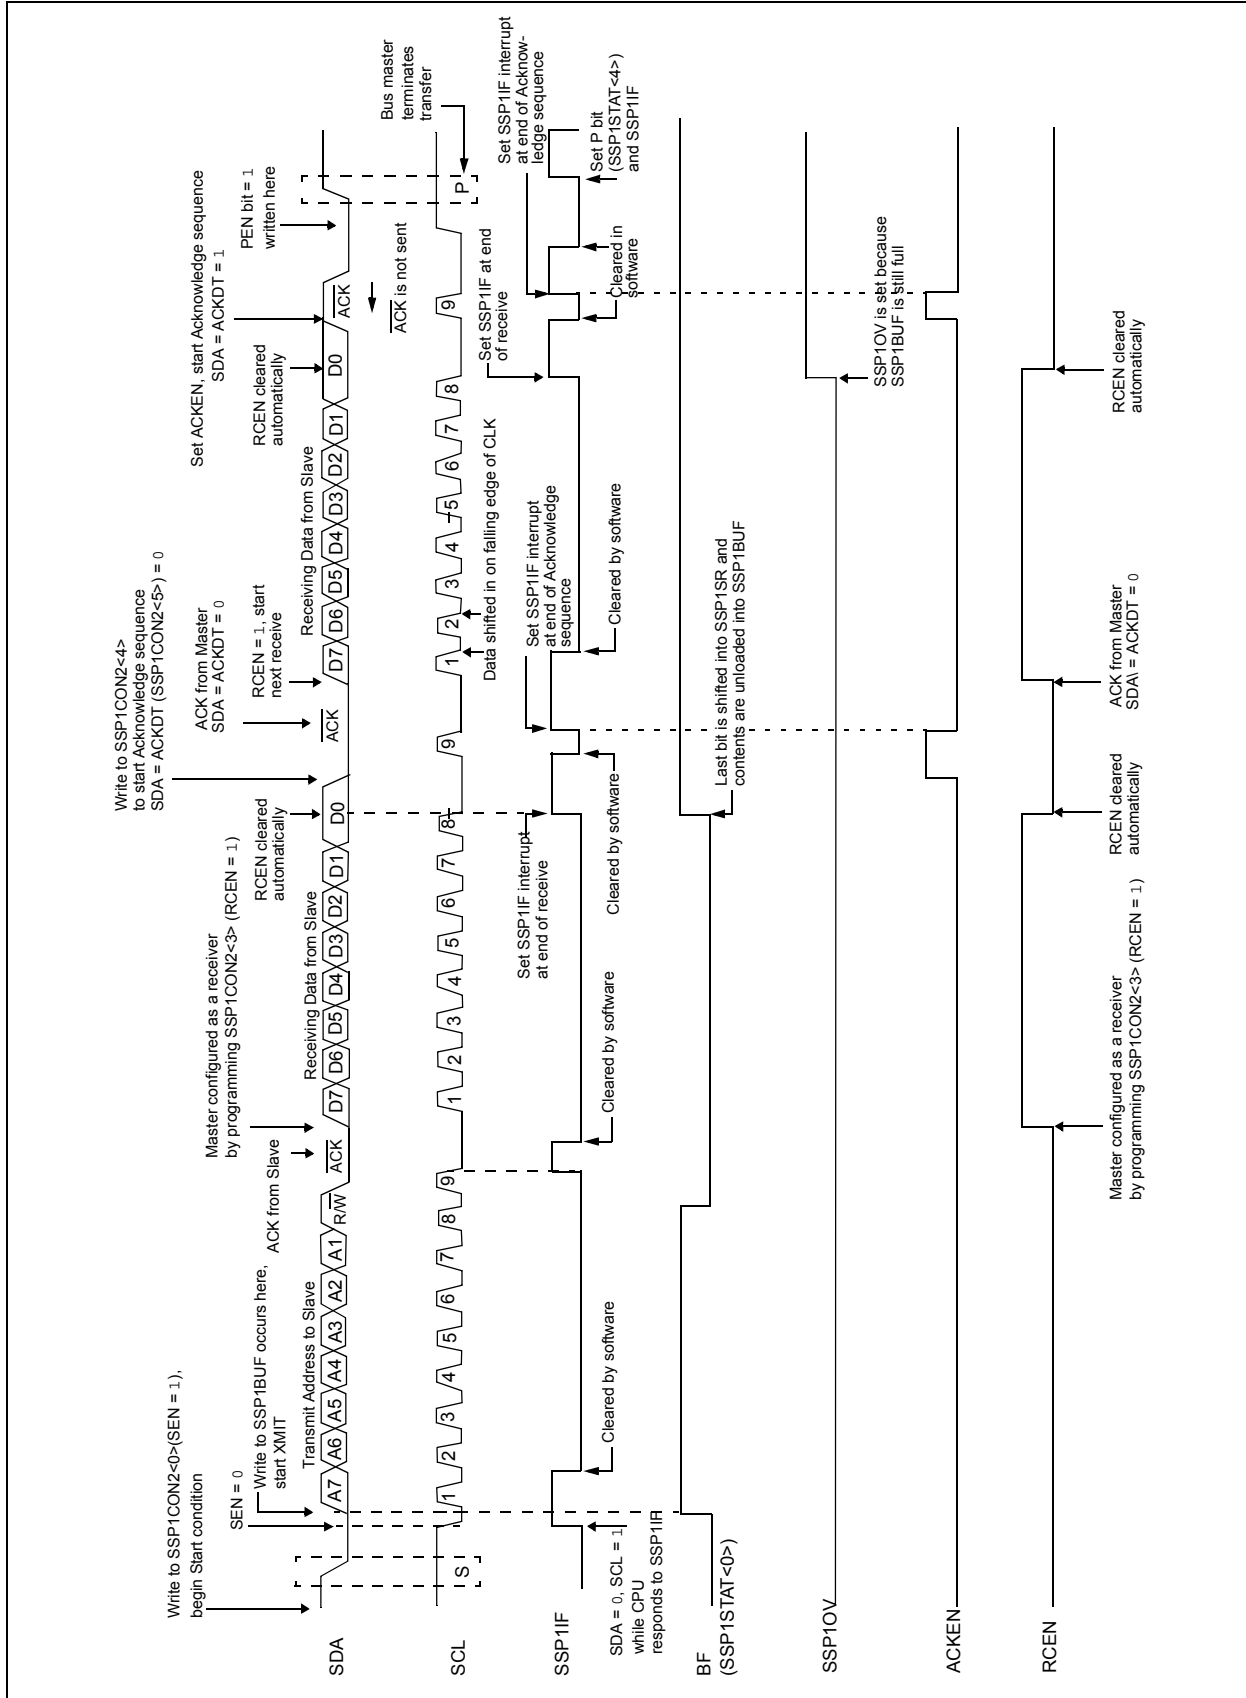 Write to SSP1CON2<0>(SEN = 1),
begin Start condition
SEN = 0
Write to SSP1BUF occurs here,
start XMIT
ACK from Slave
Master configured as a receiver
by programming SSP1CON2<3> (RCEN = 1)
RCEN cleared
automatically
Write to SSP1CON2<4>
to start Acknowledge sequence
SDA = ACKDT (SSP1CON2<5>) = 0
ACK from Master
SDA = ACKDT = 0
RCEN = 1, start
next receive
Set ACKEN, start Acknowledge sequence
SDA = ACKDT = 1
RCEN cleared
automatically
PEN bit = 1
written here
Transmit Address to Slave
Receiving Data from Slave
Receiving Data from Slave
SDA
A7 A6 A5 A4 A3 A2 A1 R/W ACK D7 D6 D5 D4 D3 D2 D1 D0 ACK D7 D6 D5 D4 D3 D2 D1 D0 ACK
ACK is not sent
Bus master
terminates
transfer
SCL
S 1 2 3 4 5 6 7 8 9 1 2 3 4 5 6 7 8 9 1 2 3 4 5 6 7 8 9 P
Data shifted in on falling edge of CLK
Set SSP1IF interrupt
at end of receive
Set SSP1IF interrupt
at end of Acknowledge
sequence
Set SSP1IF at end
of receive
Set SSP1IF interrupt
at end of Acknow-
ledge sequence
SSP1IF
SDA = 0, SCL = 1
while CPU
responds to SSP1IF
Cleared by software
Cleared by software
Cleared by software
Cleared by software
Cleared in
software
Set P bit
(SSP1STAT<4>)
and SSP1IF
BF
(SSP1STAT<0>)
Last bit is shifted into SSP1SR and
contents are unloaded into SSP1BUF
SSP1OV
SSP1OV is set because
SSP1BUF is still full
ACKEN
RCEN
Master configured as a receiver
by programming SSP1CON2<3> (RCEN = 1)
RCEN cleared
automatically
ACK from Master
SDA\ = ACKDT = 0
RCEN cleared
automatically